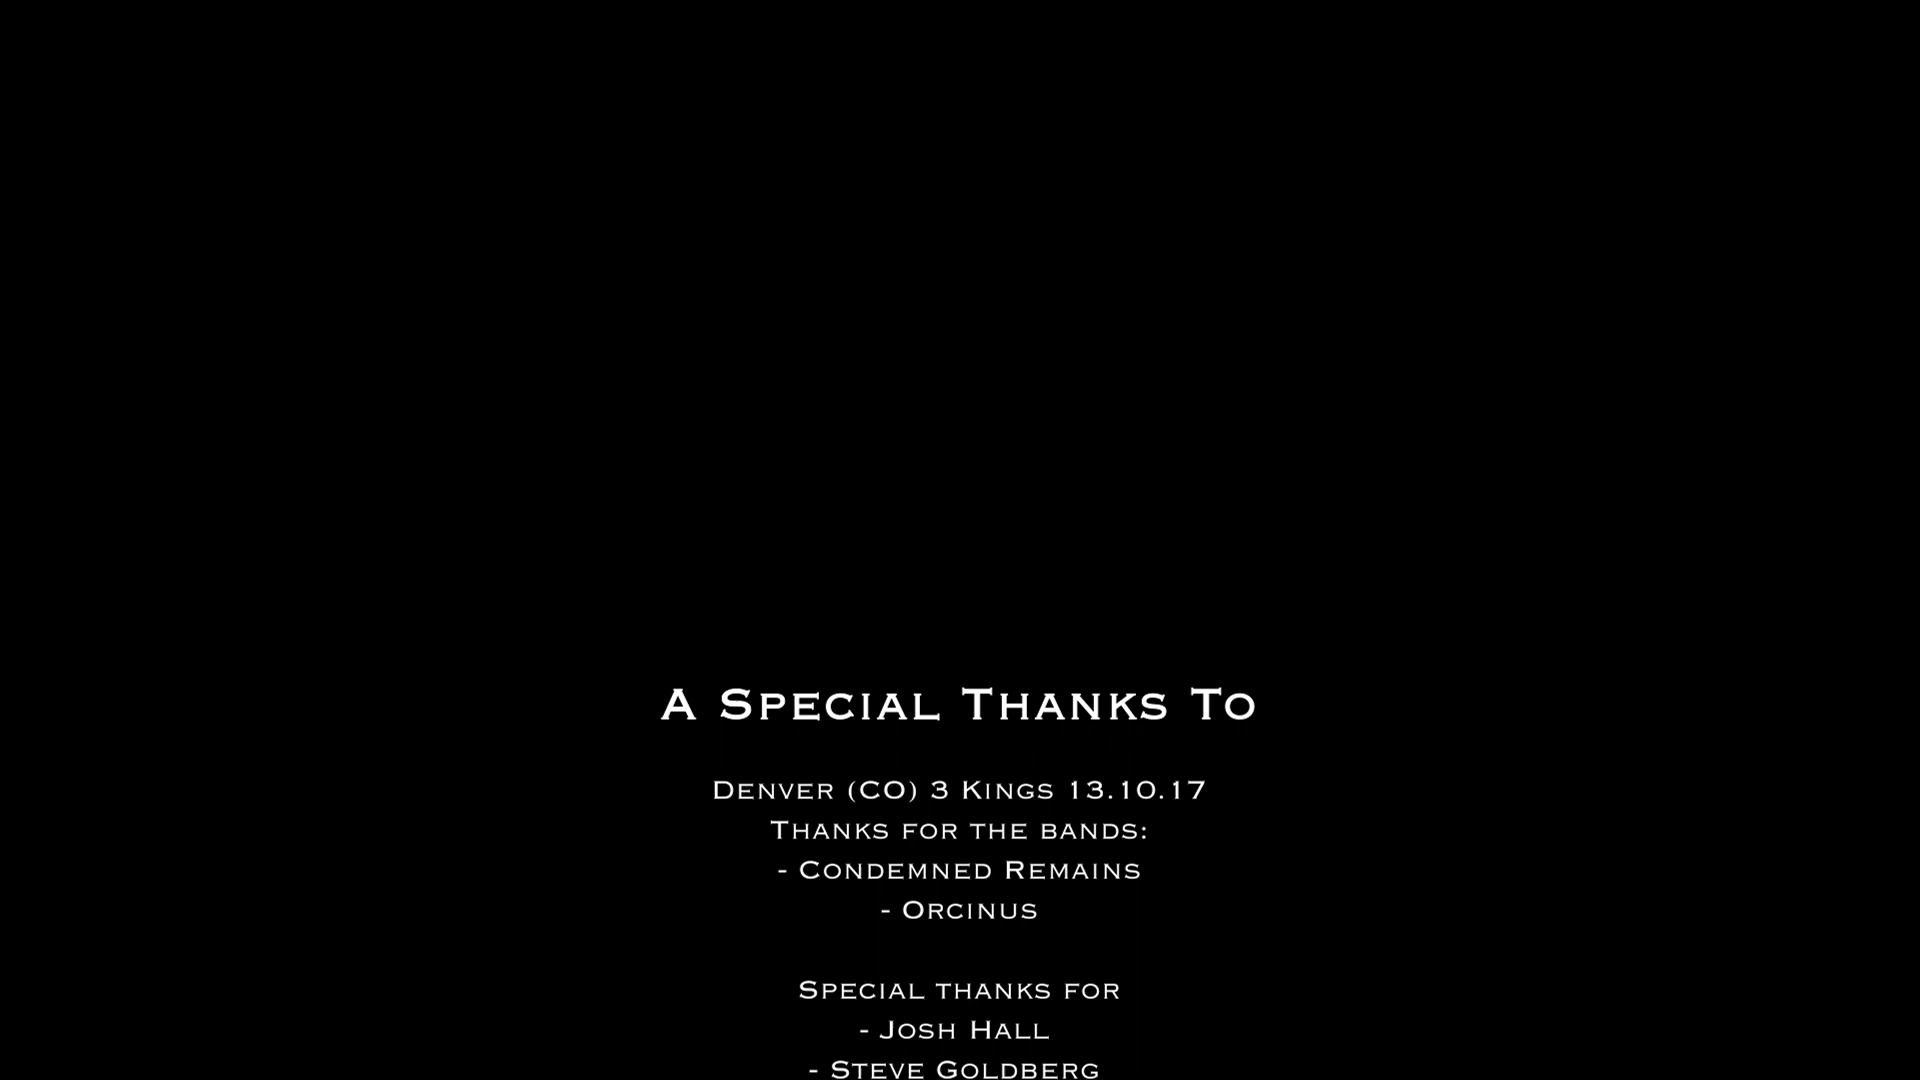 A Special Thanks To
Denver (CO) 3 Kings 13.10.17
Thanks for the bands:
- Condemned Remains
- Orcinus
Special thanks for
- Josh Hall
- Steve Goldberg